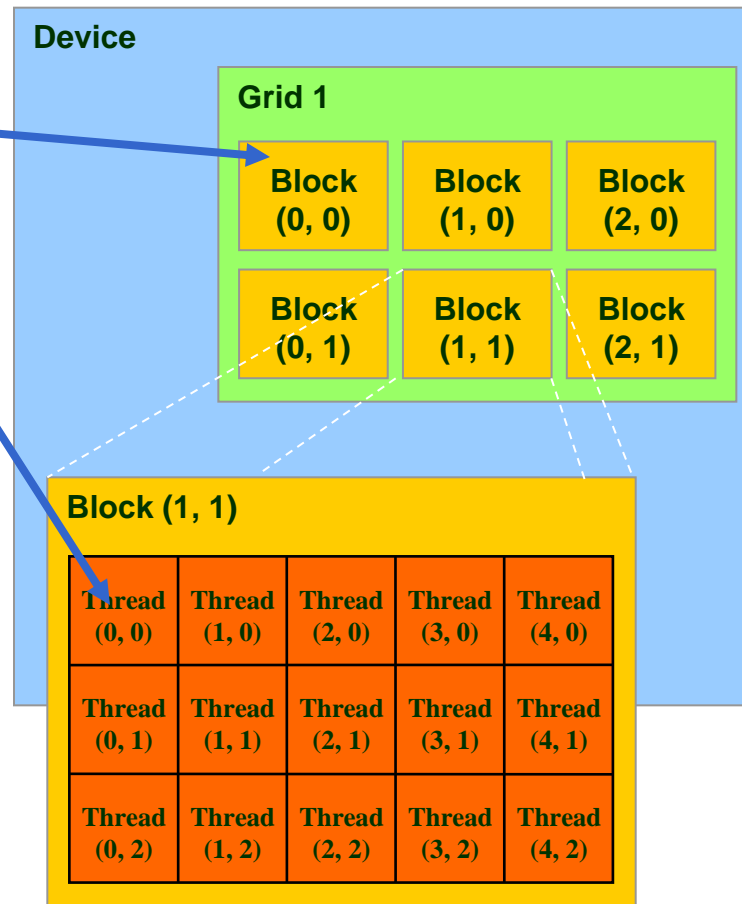 Device
Grid 1
Block Block Block
(0, 0) (1, 0) (2, 0)
Block Block Block
(0, 1) (1, 1) (2, 1)
Block (1, 1)
Thread Thread Thread Thread Thread
(0, 0) (1, 0) (2, 0) (3, 0) (4, 0)
Thread Thread Thread Thread Thread
(0, 1) (1, 1) (2, 1) (3, 1) (4, 1)
Thread Thread Thread Thread Thread
(0, 2) (1, 2) (2, 2) (3, 2) (4, 2)